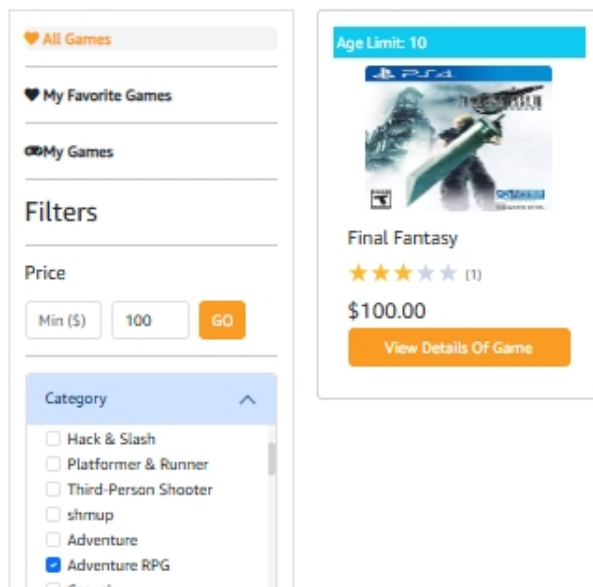 All Games
My Favorite Games
My Games
Filters
Price
Min ($)
100
GO
Category
Hack & Slash
Platformer & Runner
Third-Person Shooter
shmup
Adventure
Adventure RPG
Age Limit: 10
PS4
Final Fantasy
(1)
$100.00
View Details Of Game